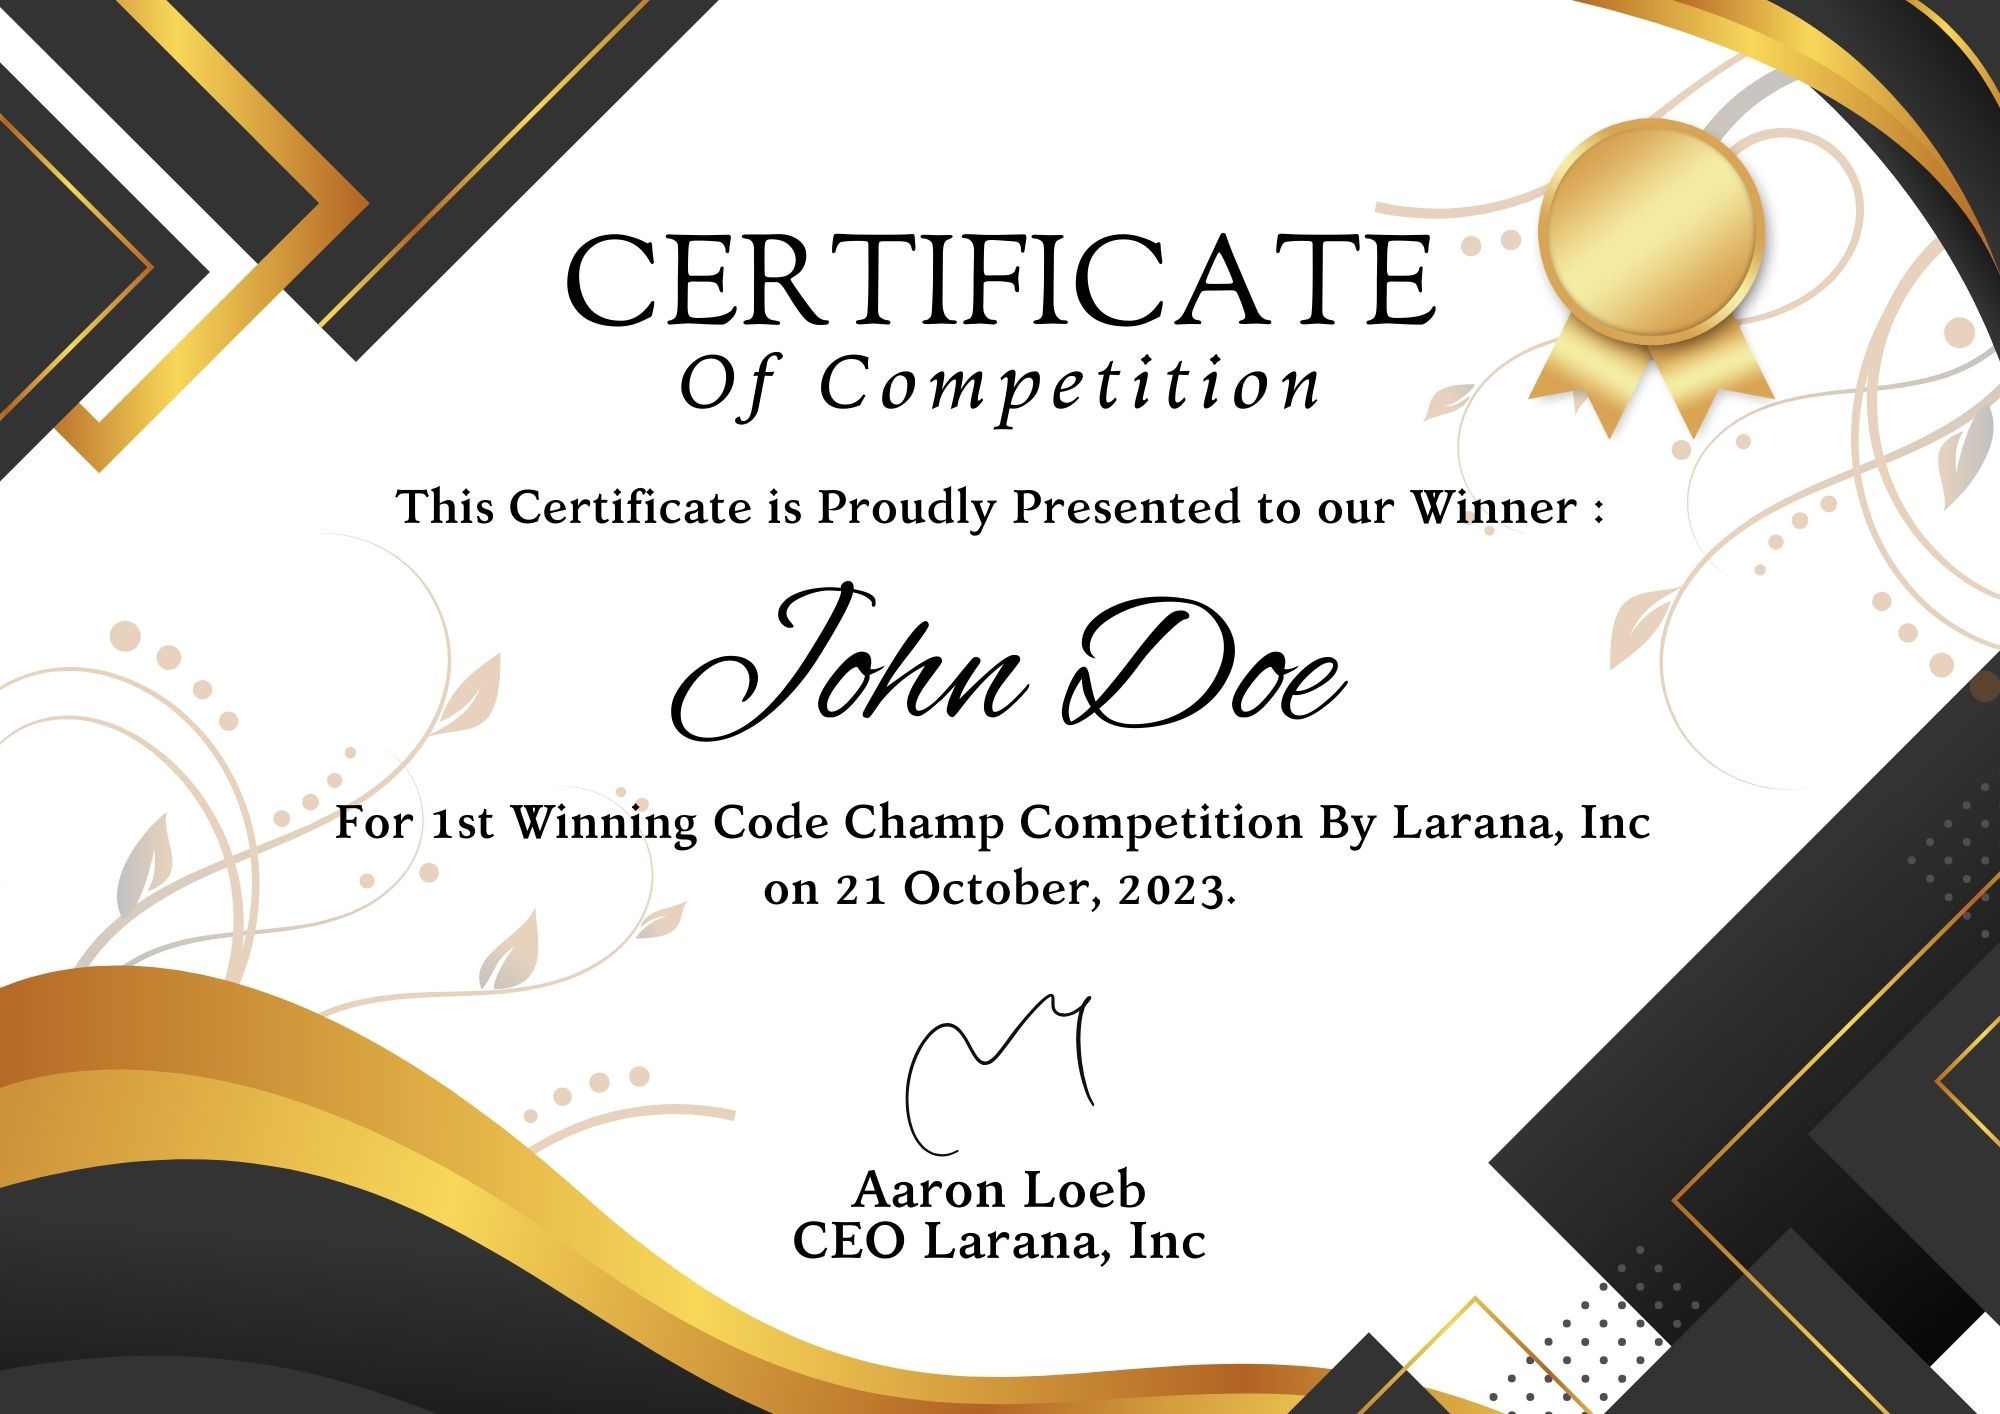 CERTIFICATE
Of Competition
This Certificate is Proudly Presented to our Winner :
John Doe
For 1st Winning Code Champ Competition By Larana, Inc
on 21 October, 2023.
Aaron Loeb
CEO Larana, Inc